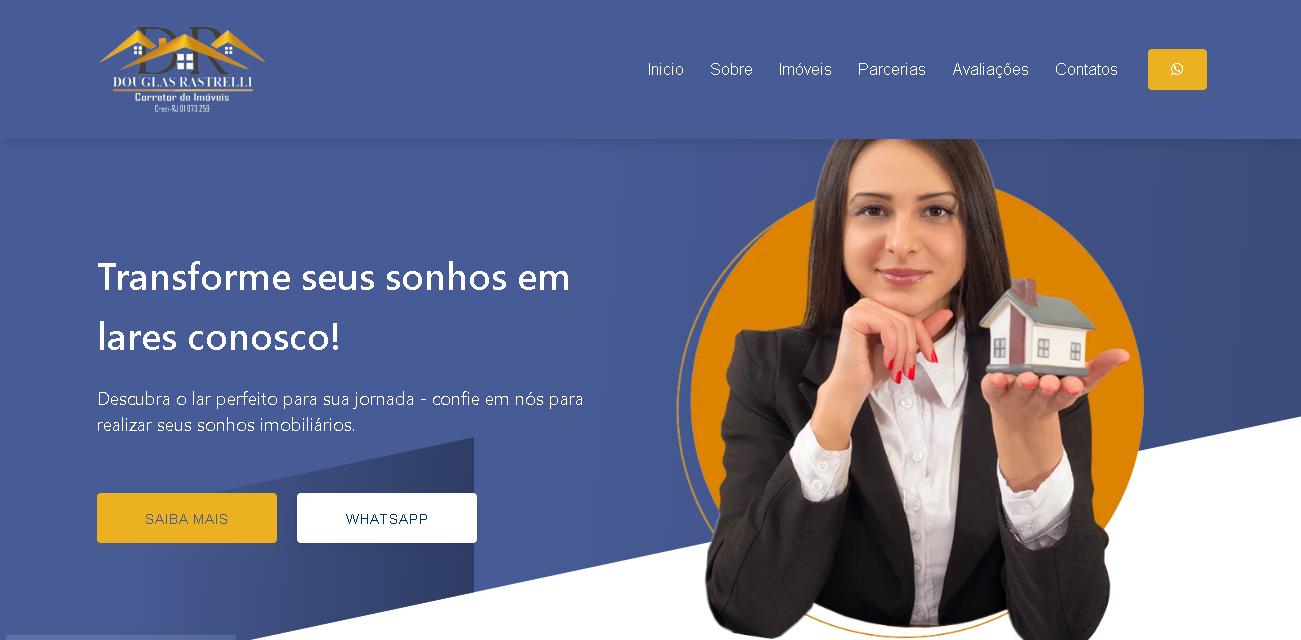 DR
DOUGLAS RASTRELLI
Corretor de Imóveis
Creci-RJ 01 073.259
Inicio Sobre Imóveis Parcerias Avaliações Contatos
Transforme seus sonhos em
lares conosco!
Descubra o lar perfeito para sua jornada - confie em nós para
realizar seus sonhos imobiliários.
SAIBA MAIS WHATSAPP